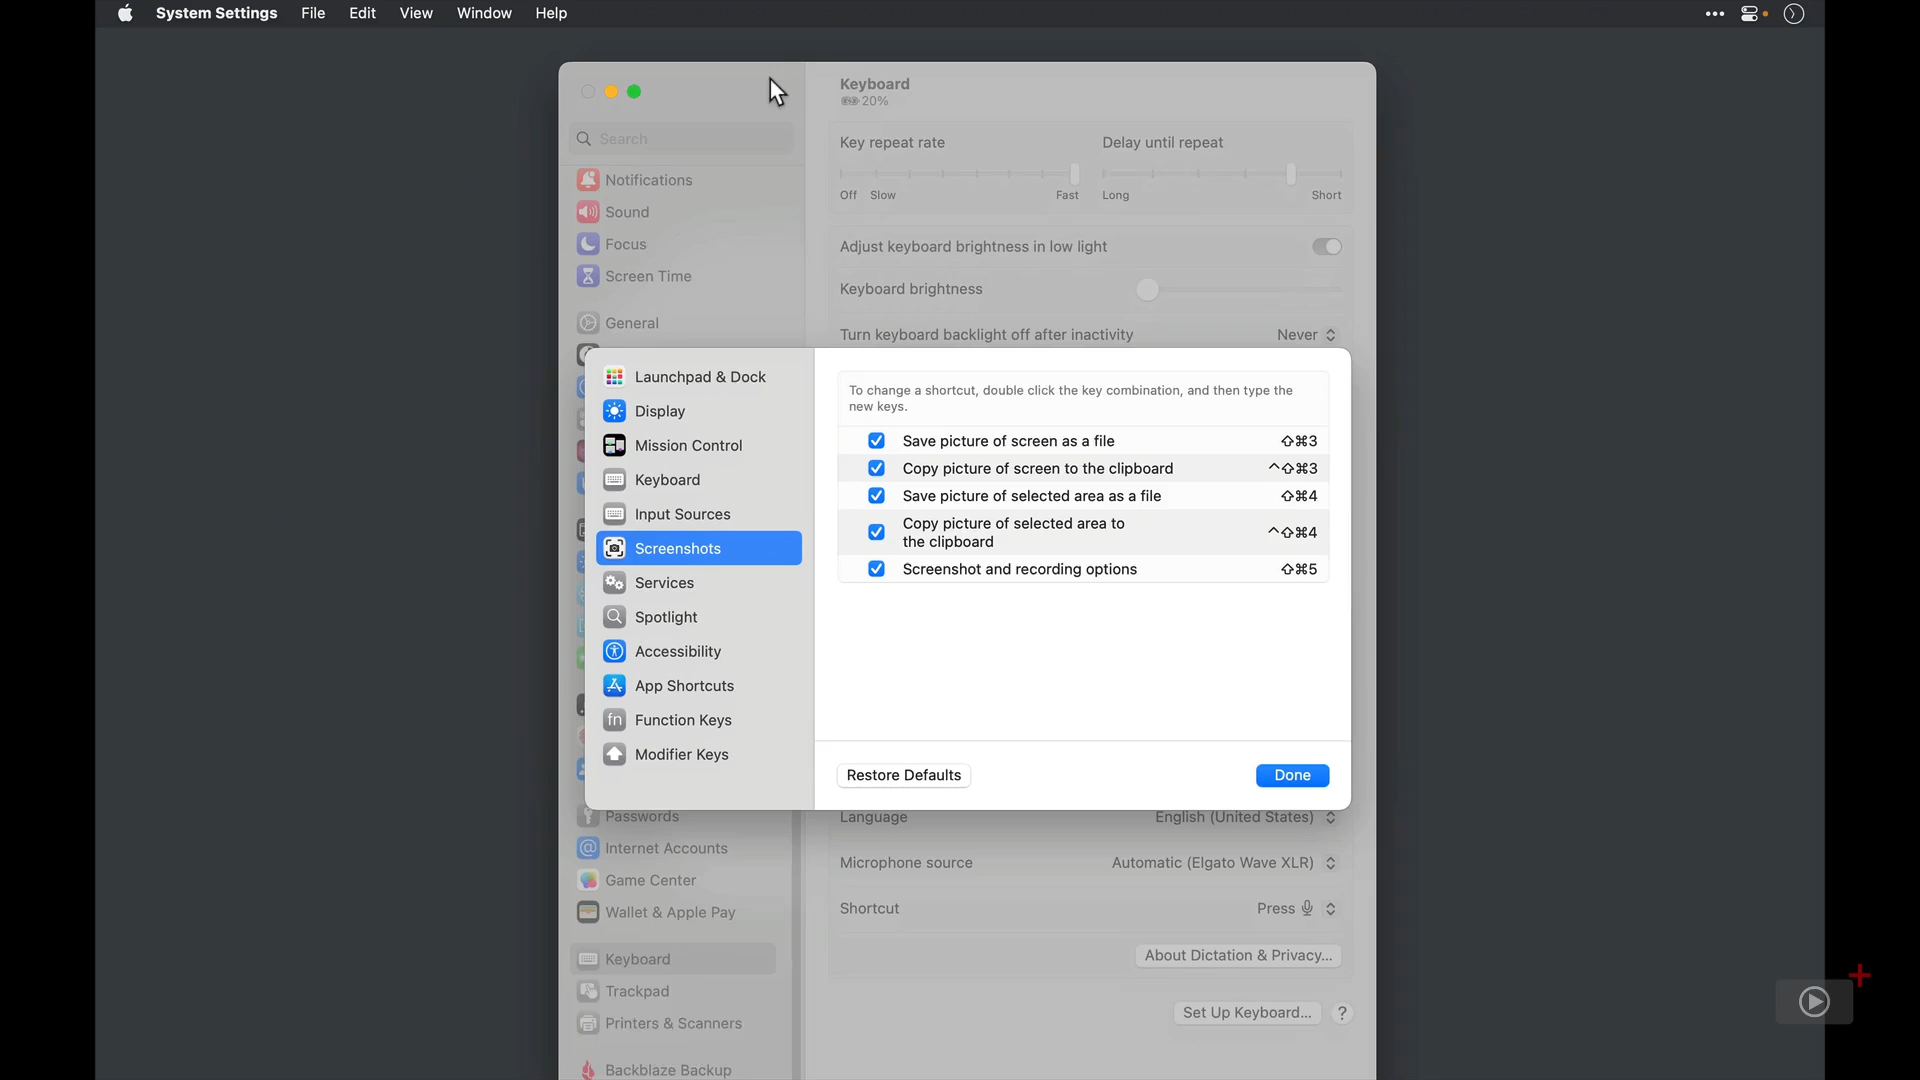 System Settings File Edit View Window Help
Keyboard
20%
Search
Key repeat rate Delay until repeat
Off Slow Fast Long Short
Notifications
Sound
Focus
Screen Time
General
Adjust keyboard brightness in low light
Keyboard brightness
Turn keyboard backlight off after inactivity Never
Launchpad & Dock
Display
Mission Control
Keyboard
Input Sources
Screenshots
Services
Spotlight
Accessibility
App Shortcuts
fn Function Keys
Modifier Keys
To change a shortcut, double click the key combination, and then type the
new keys.
Save picture of screen as a file ⇧⌘3
Copy picture of screen to the clipboard ^⇧⌘3
Save picture of selected area as a file ⇧⌘4
Copy picture of selected area to
the clipboard ^⇧⌘4
Screenshot and recording options ⇧⌘5
Restore Defaults Done
Passwords
Internet Accounts
Game Center
Wallet & Apple Pay
Keyboard
Trackpad
Printers & Scanners
Backblaze Backup
Language English (United States)
Microphone source Automatic (Elgato Wave XLR)
Shortcut Press
About Dictation & Privacy...
Set Up Keyboard... ?